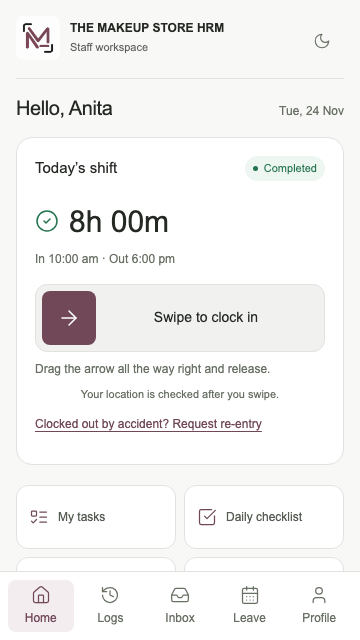 THE MAKEUP STORE HRM
Staff workspace
Hello, Anita
Tue, 24 Nov
Today's shift
Completed
8h 00m
In 10:00 am · Out 6:00 pm
Swipe to clock in
Drag the arrow all the way right and release.
Your location is checked after you swipe.
Clocked out by accident? Request re-entry
My tasks
Daily checklist
Home
Logs
Inbox
Leave
Profile